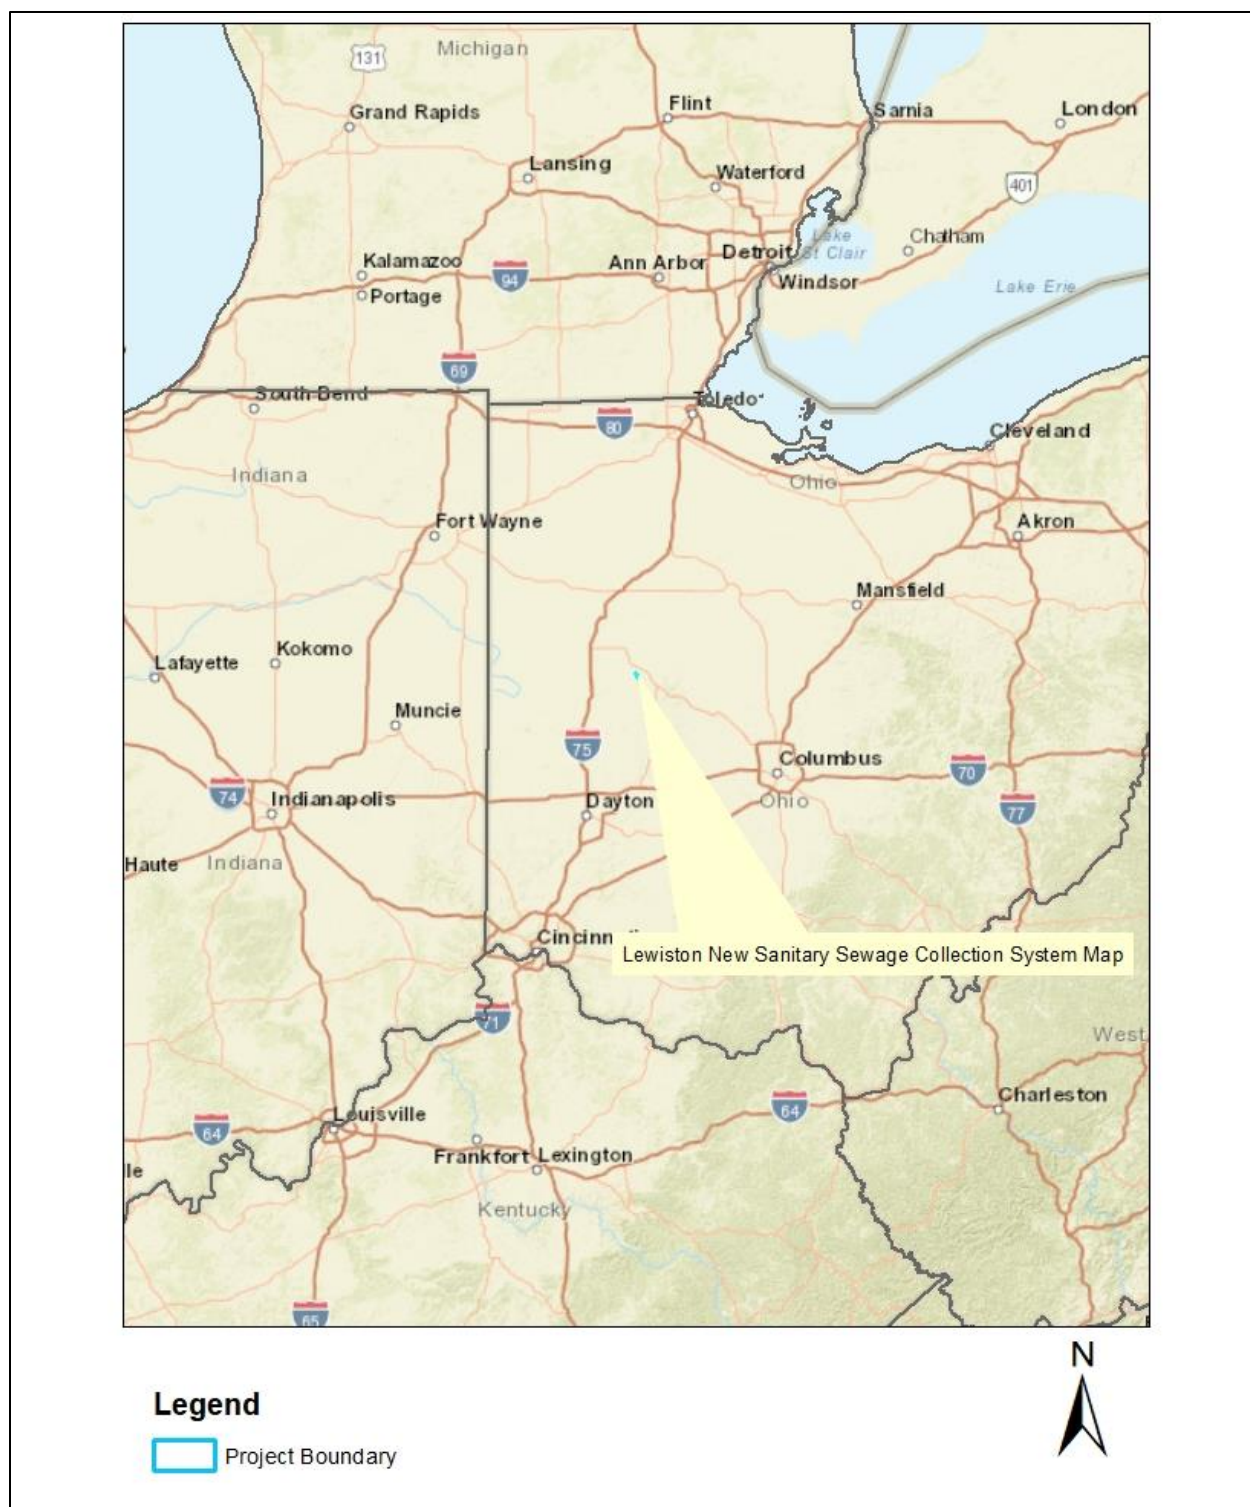 Michigan
131
Grand Rapids
Flint
Sarnia
London
Lansing
Waterford
401
Lake
St Clair
Chatham
Detroit
Kalamazoo
Ann Arbor
94
Windsor
Portage
Lake Erie
69
South Bend
Toledo
80
Cleveland
Indiana
Ohio
Fort Wayne
Akron
Mansfield
Kokomo
Lafayette
Muncie
75
Columbus
70
74
Indianapolis
Dayton
Ohio
77
Haute
Indiana
Cincinn
Lewiston New Sanitary Sewage Collection System Map
71
West
Charleston
64
Louisville
64
Frankfort
Lexington
le
Kentucky
65
N
Legend
Project Boundary